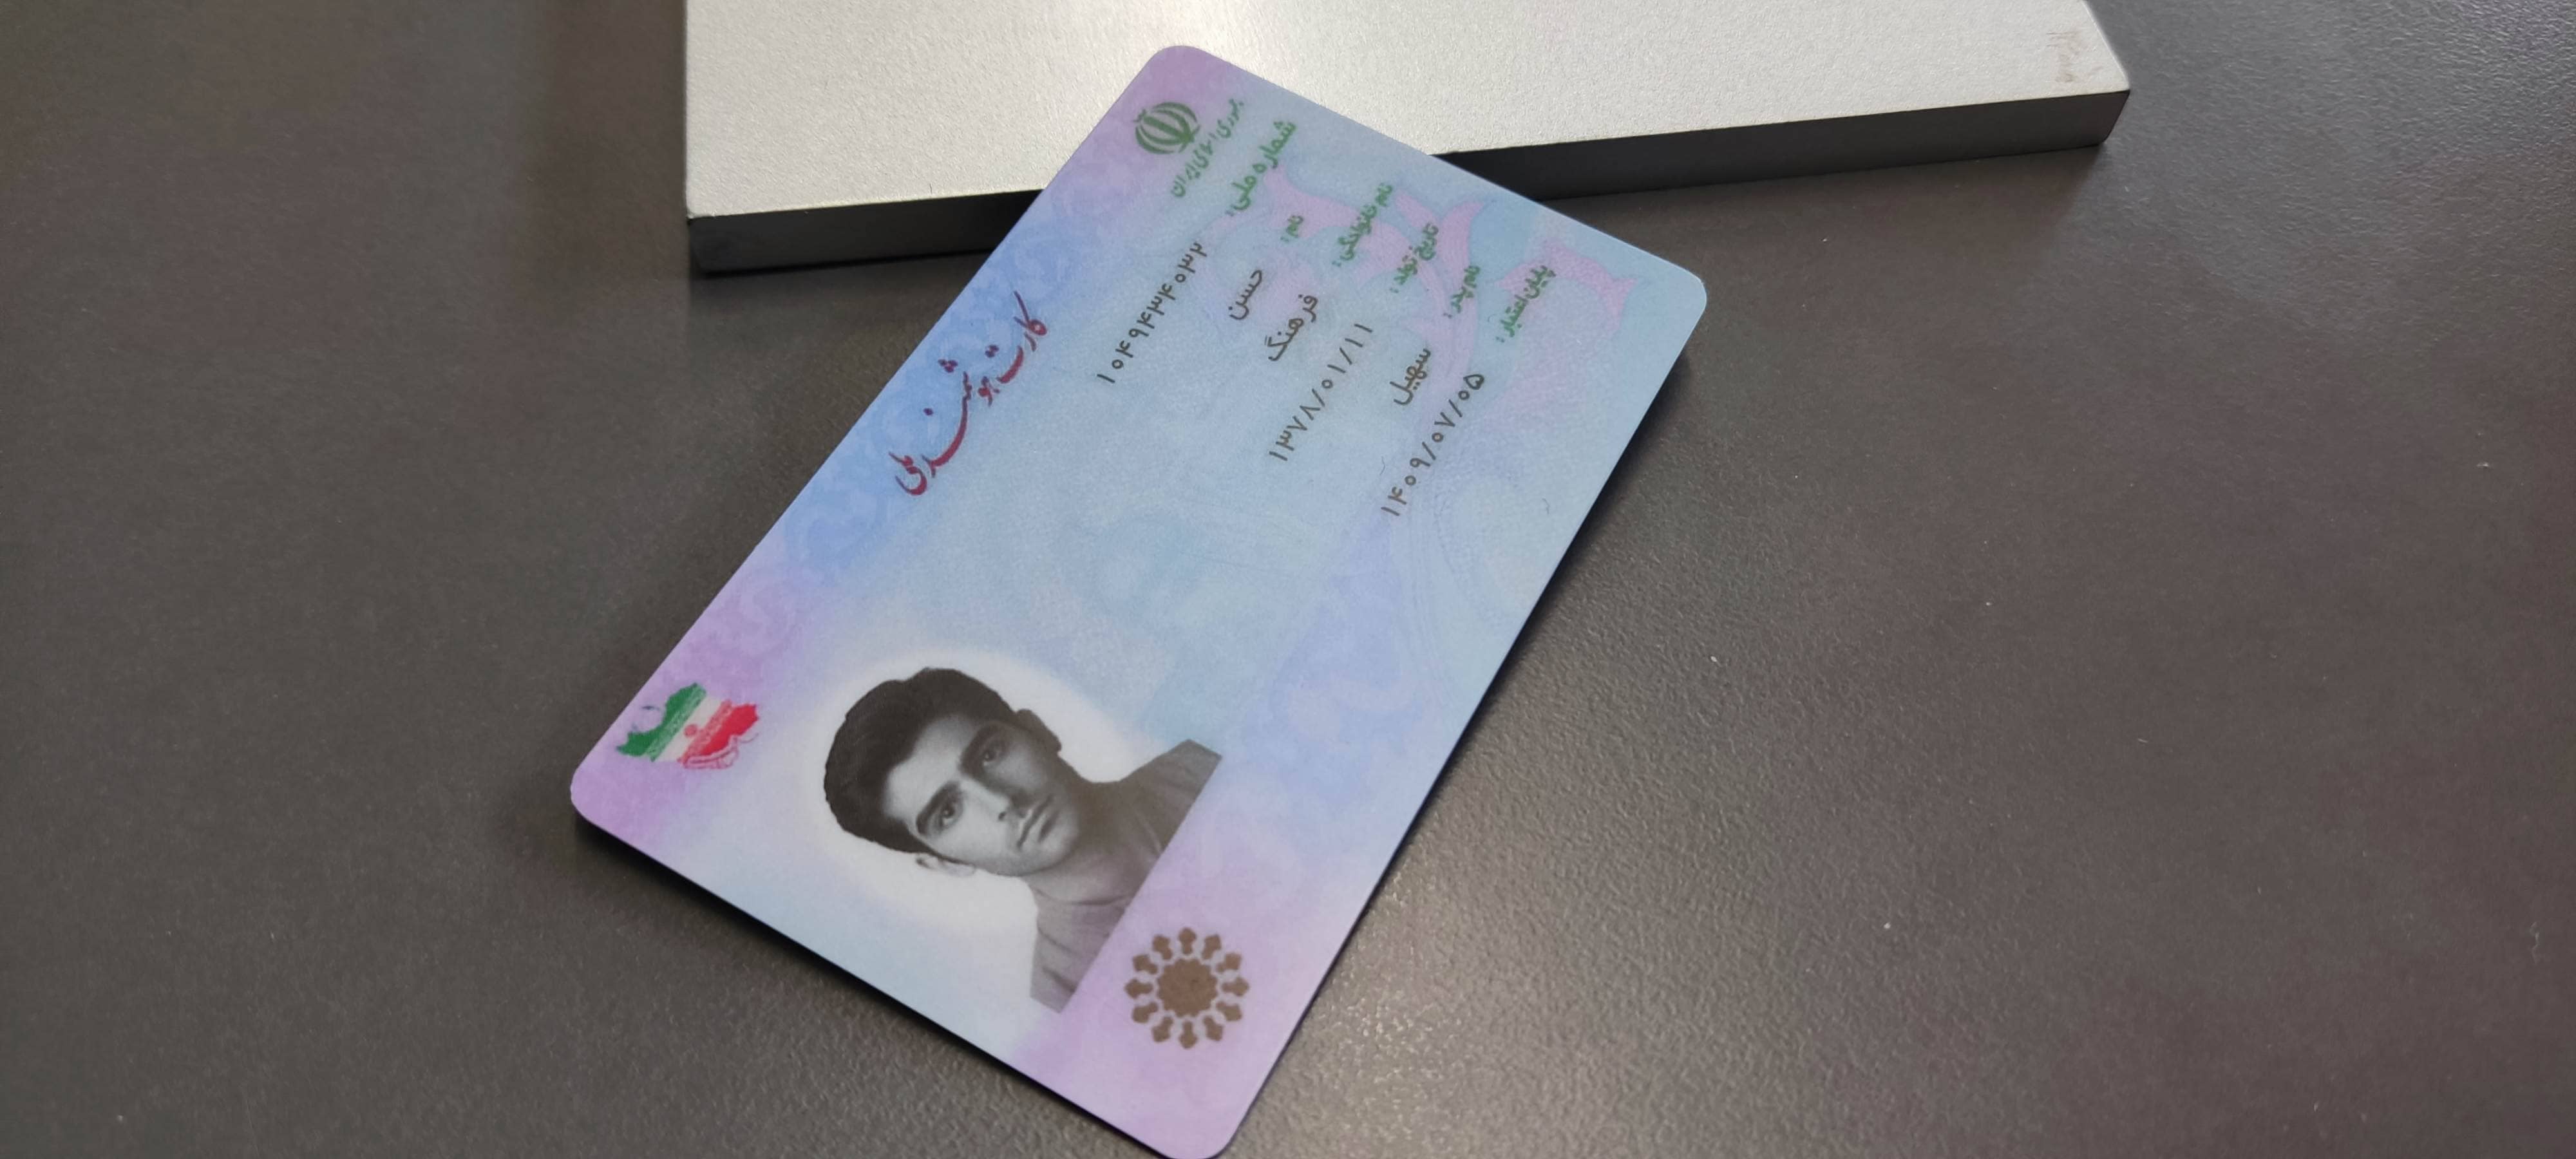 جمهوری اسلامی ایران
کارت هوشمند ملی
شماره ملی: ۱۰۴۹۴۳۴۰۳۲
نام: حسن
نام خانوادگی: فرهنگ
تاریخ تولد: ۱۳۷۸/۰۱/۱۱
نام پدر: سهیل
پایان اعتبار: ۱۴۰۹/۰۷/۰۵